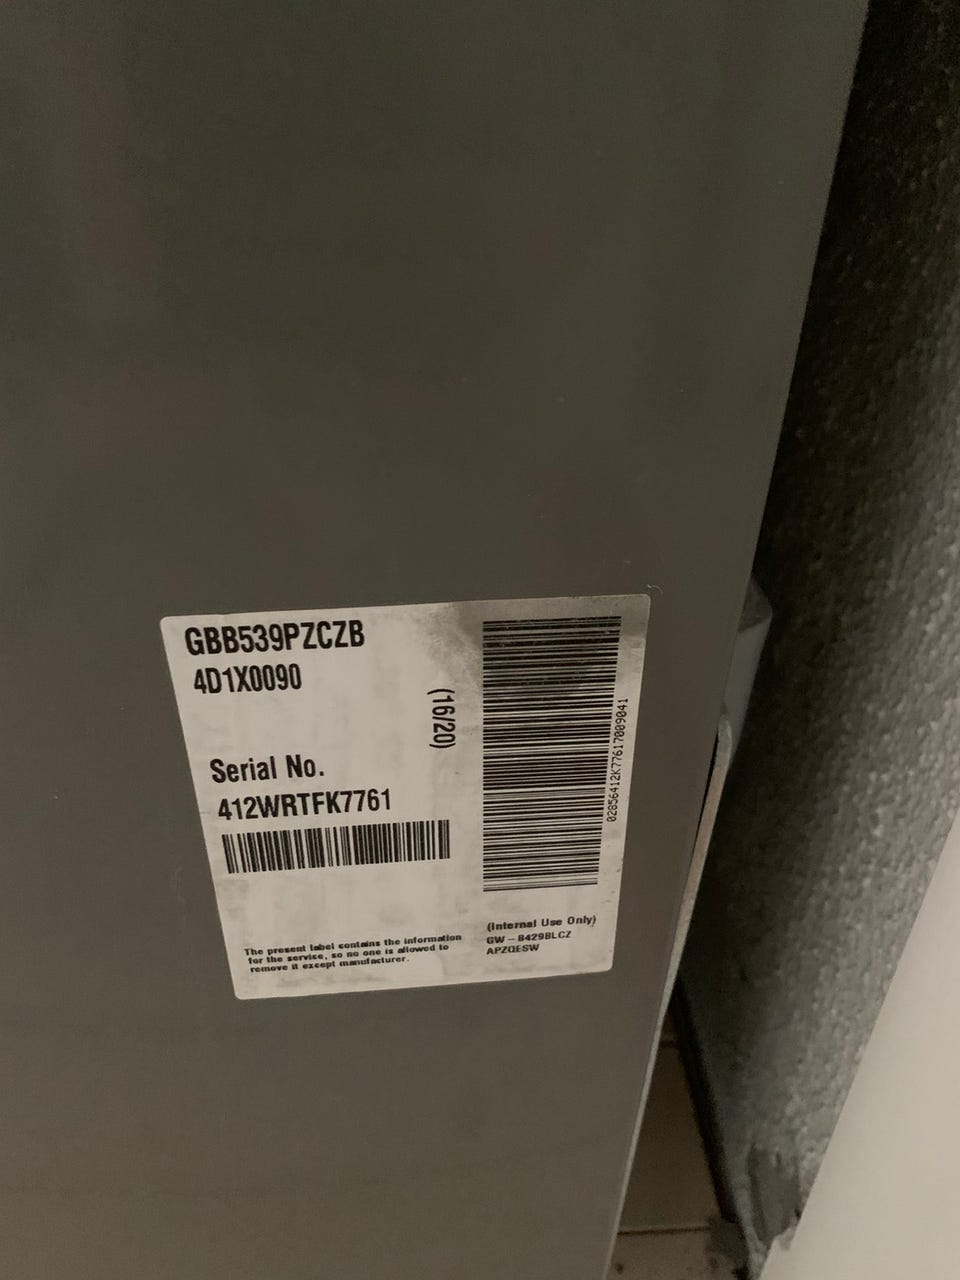 GBB539PZCZB
4D1X0090
(16/20)
Serial No.
412WRTFK7761
02856412K77617009041
The present label contains the information
for the service, so no one is allowed to
remove it except manufacturer.
(Internal Use Only)
GW - B429BLCZ
APZQESW